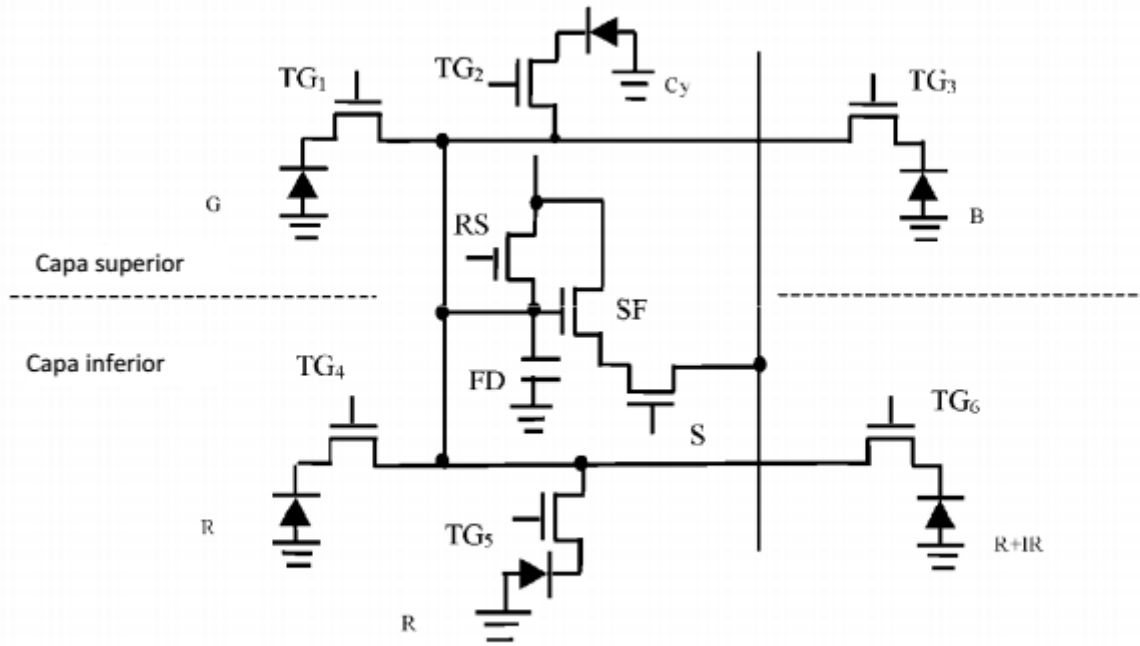 TG₂
Cy
TG₁
TG₃
G
B
RS
Capa superior
SF
Capa inferior
TG₄
FD
TG₆
S
R
TG₅
R+IR
R